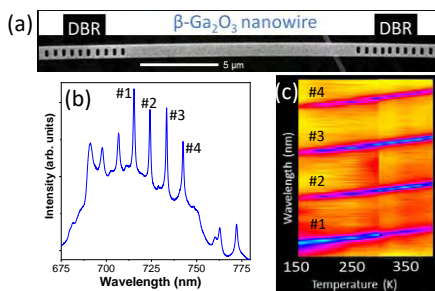 (a)
DBR
β-Ga2O3 nanowire
DBR
5 µm
(b)
Intensity (arb. units)
#1
#2
#3
#4
675
700
725
750
775
Wavelength (nm)
(c)
Wavelength (nm)
#4
#3
#2
#1
150
250
350
Temperature (K)